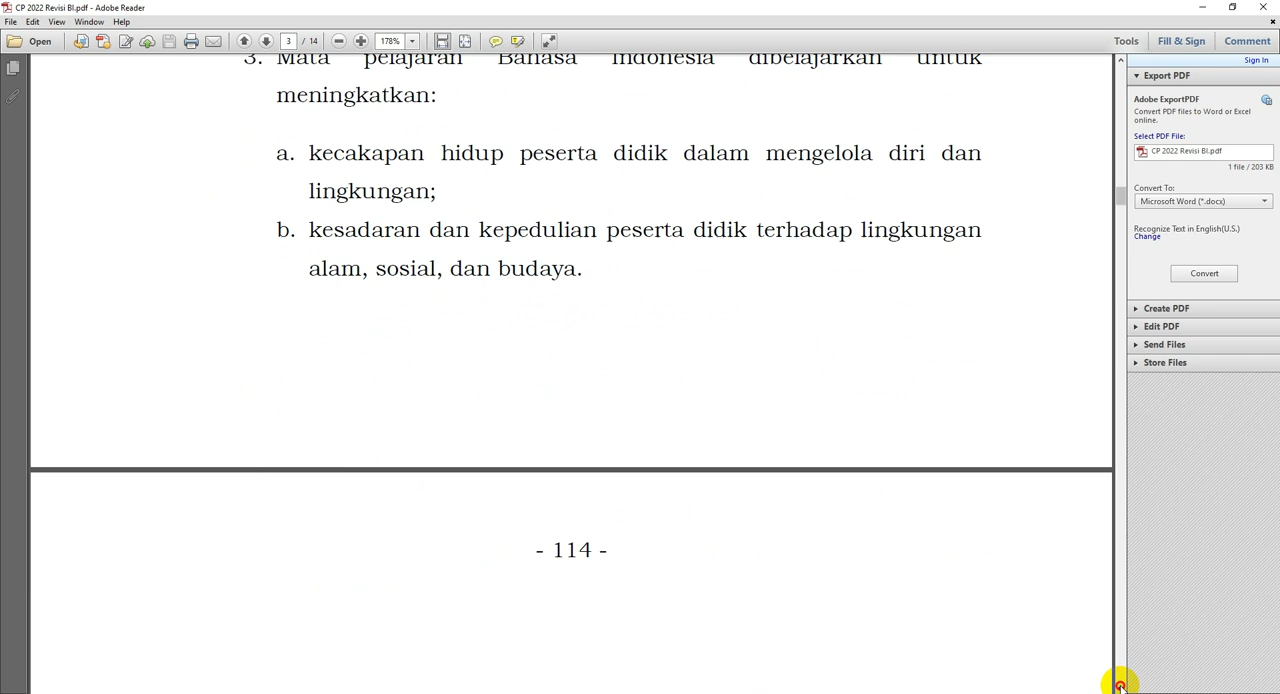 CP 2022 Revisi BI.pdf - Adobe Reader
File Edit View Window Help
Open 3 / 14 178% Tools Fill & Sign Comment
Sign In
3. Mata pelajaran Bahasa Indonesia dibelajarkan untuk
meningkatkan:
a. kecakapan hidup peserta didik dalam mengelola diri dan
lingkungan;
b. kesadaran dan kepedulian peserta didik terhadap lingkungan
alam, sosial, dan budaya.
- 114 -
Export PDF
Adobe ExportPDF
Convert PDF files to Word or Excel
online.
Select PDF File:
CP 2022 Revisi BI.pdf
1 file / 203 KB
Convert To:
Microsoft Word (*.docx)
Recognize Text in English(U.S.)
Change
Convert
Create PDF
Edit PDF
Send Files
Store Files